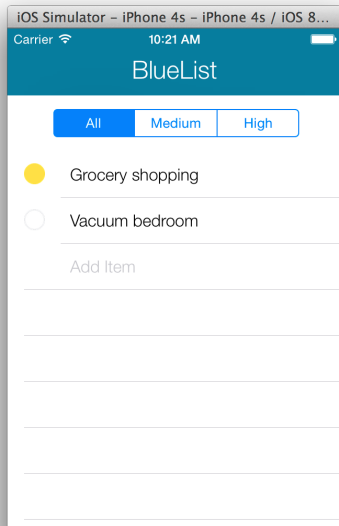 iOS Simulator – iPhone 4s – iPhone 4s / iOS 8...
Carrier 10:21 AM
BlueList
All Medium High
Grocery shopping
Vacuum bedroom
Add Item